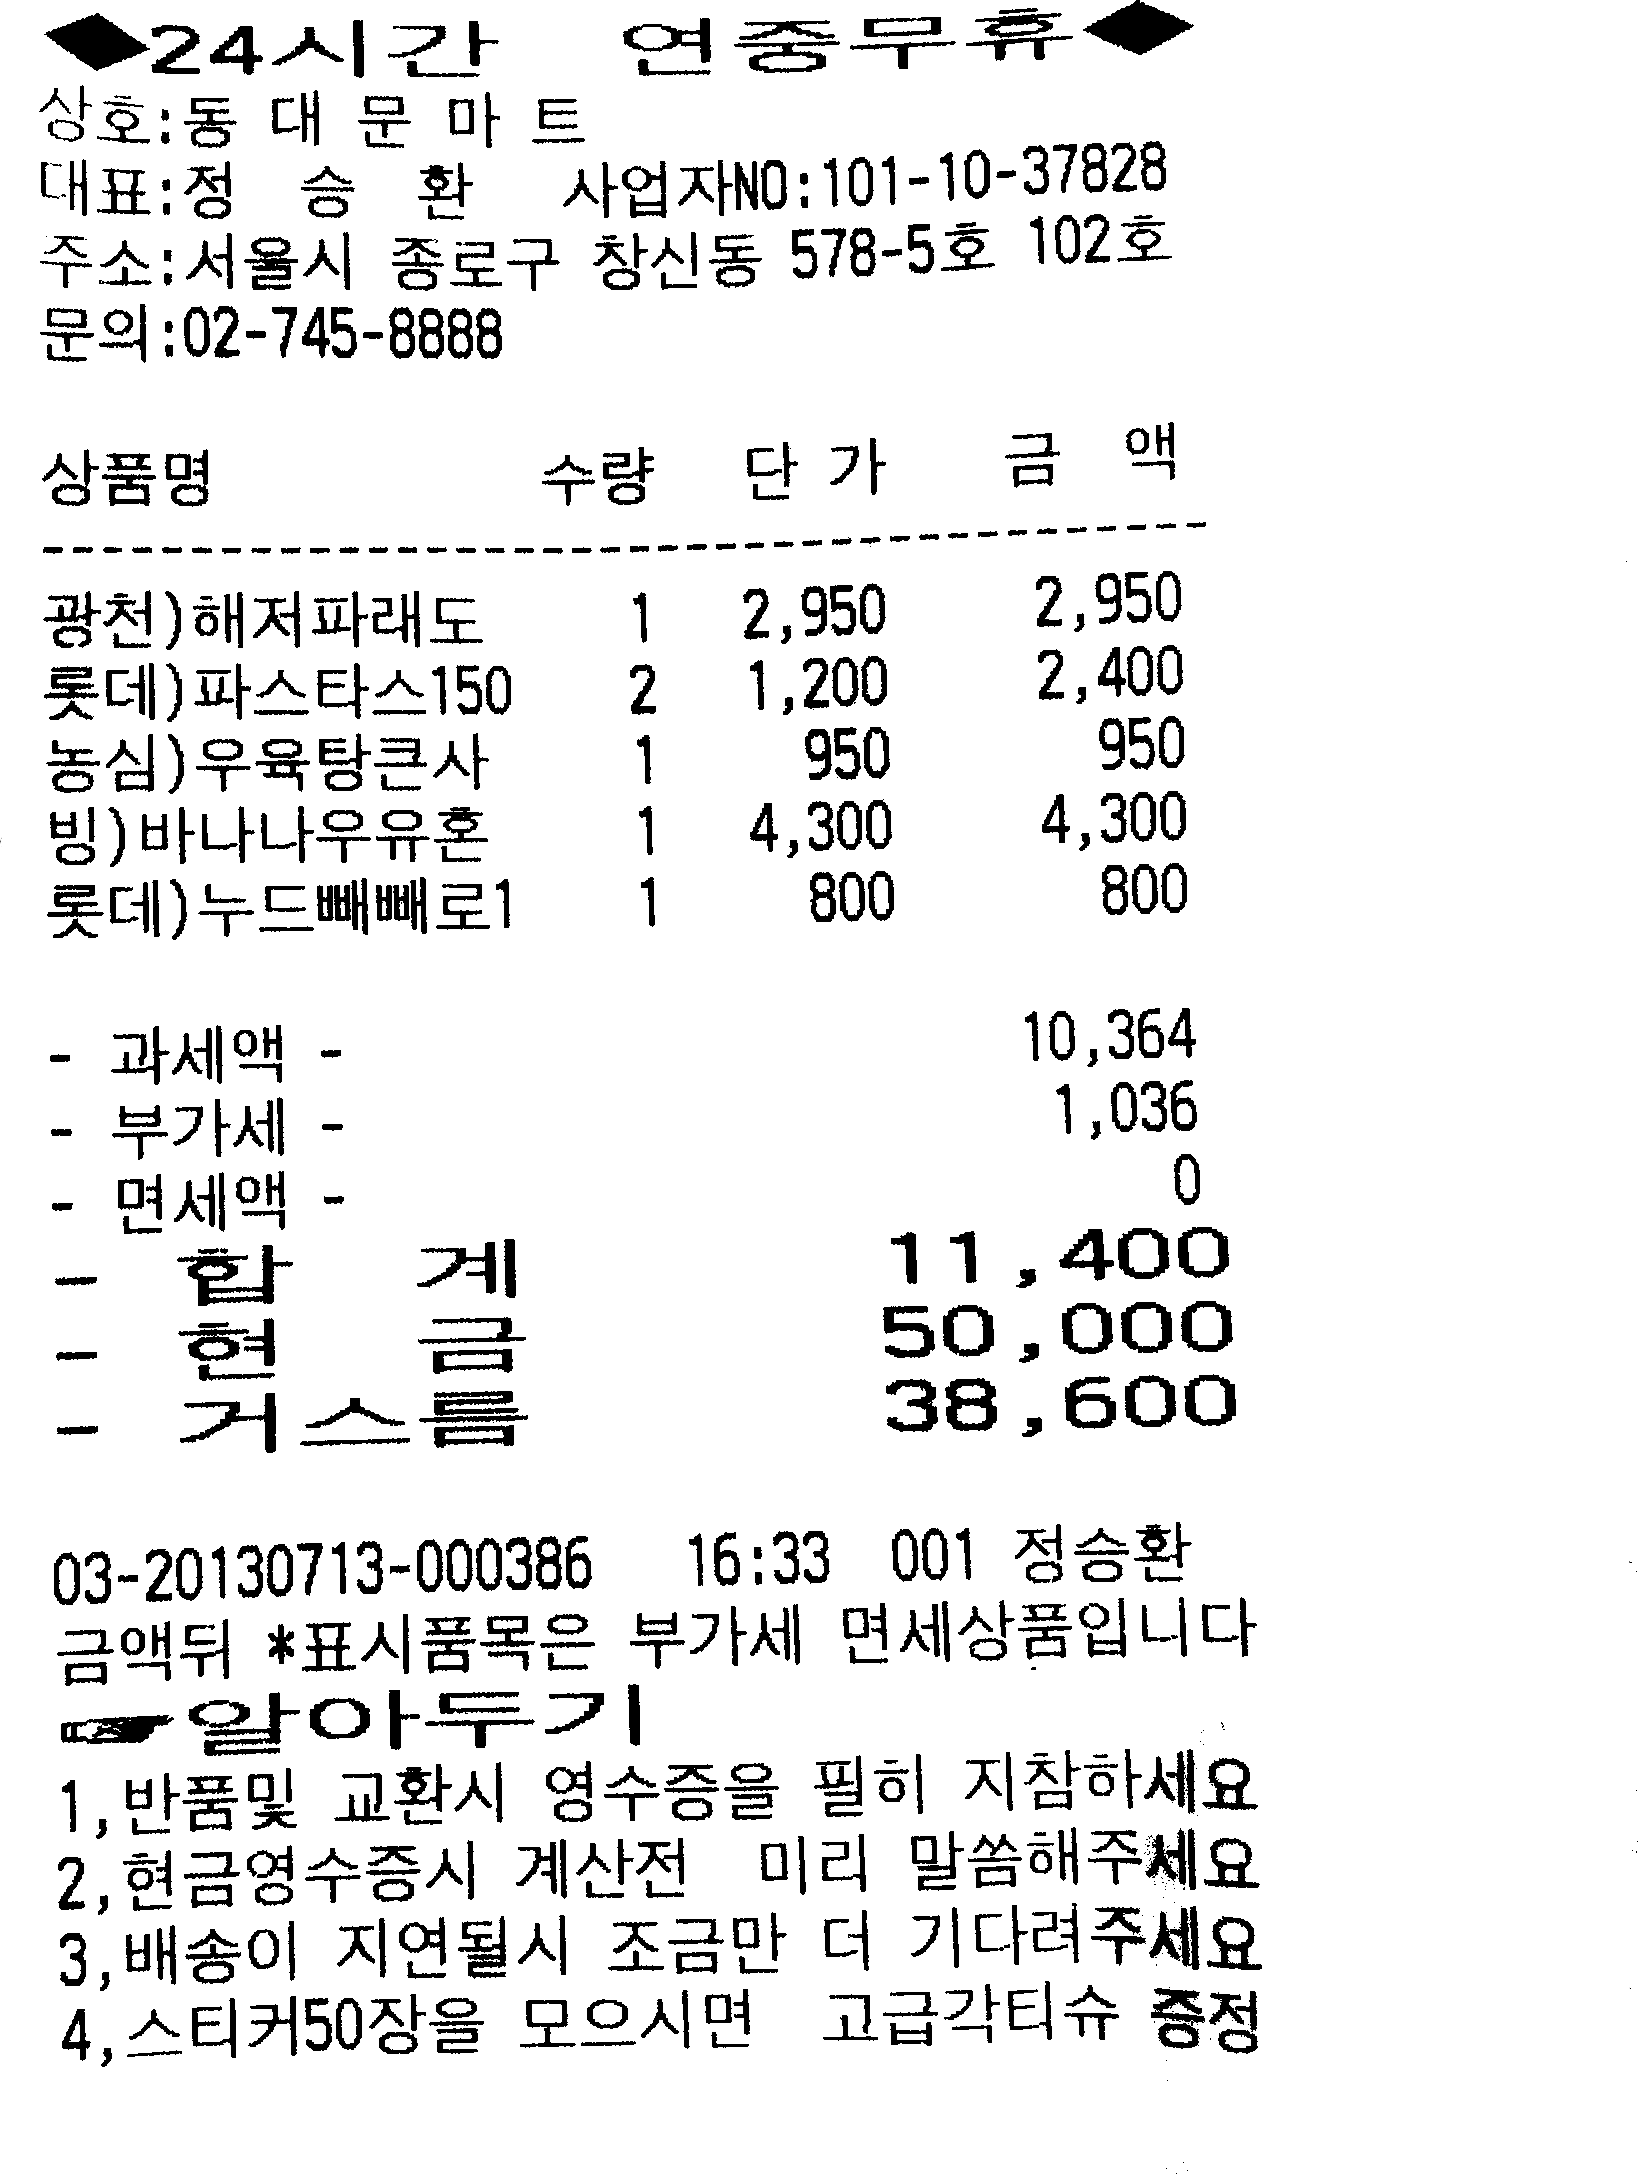 ◆24시간 연중무휴◆
상호:동 대 문 마 트
대표:정 승 환 사업자NO:101-10-37828
주소:서울시 종로구 창신동 578-5호 102호
문의:02-745-8888
상품명 수량 단 가 금 액
----------------------------------------
광천)해저파래도 1 2,950 2,950
롯데)파스타스150 2 1,200 2,400
농심)우육탕큰사 1 950 950
빙)바나나우유혼 1 4,300 4,300
롯데)누드빼빼로1 1 800 800
- 과세액 - 10,364
- 부가세 - 1,036
- 면세액 - 0
- 합 계 11,400
- 현 금 50,000
- 거스름 38,600
03-20130713-000386 16:33 001 정승환
금액뒤 *표시품목은 부가세 면세상품입니다
☞알아두기
1,반품및 교환시 영수증을 필히 지참하세요
2,현금영수증시 계산전 미리 말씀해주세요
3,배송이 지연될시 조금만 더 기다려주세요
4,스티커50장을 모으시면 고급각티슈 증정